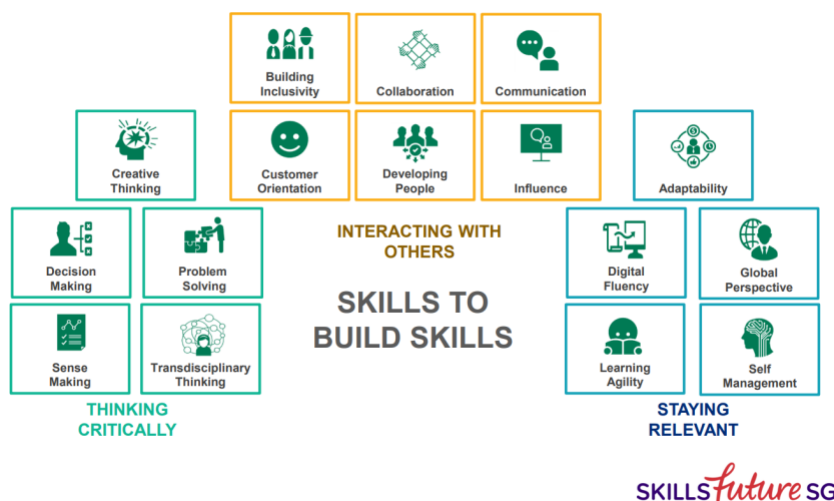 Building
Inclusivity
Collaboration
Communication
Creative
Thinking
Customer
Orientation
Developing
People
Influence
Adaptability
INTERACTING WITH
OTHERS
Decision
Making
Problem
Solving
Digital
Fluency
Global
Perspective
SKILLS TO
BUILD SKILLS
Sense
Making
Transdisciplinary
Thinking
Learning
Agility
Self
Management
THINKING
CRITICALLY
STAYING
RELEVANT
SKILLS future SG